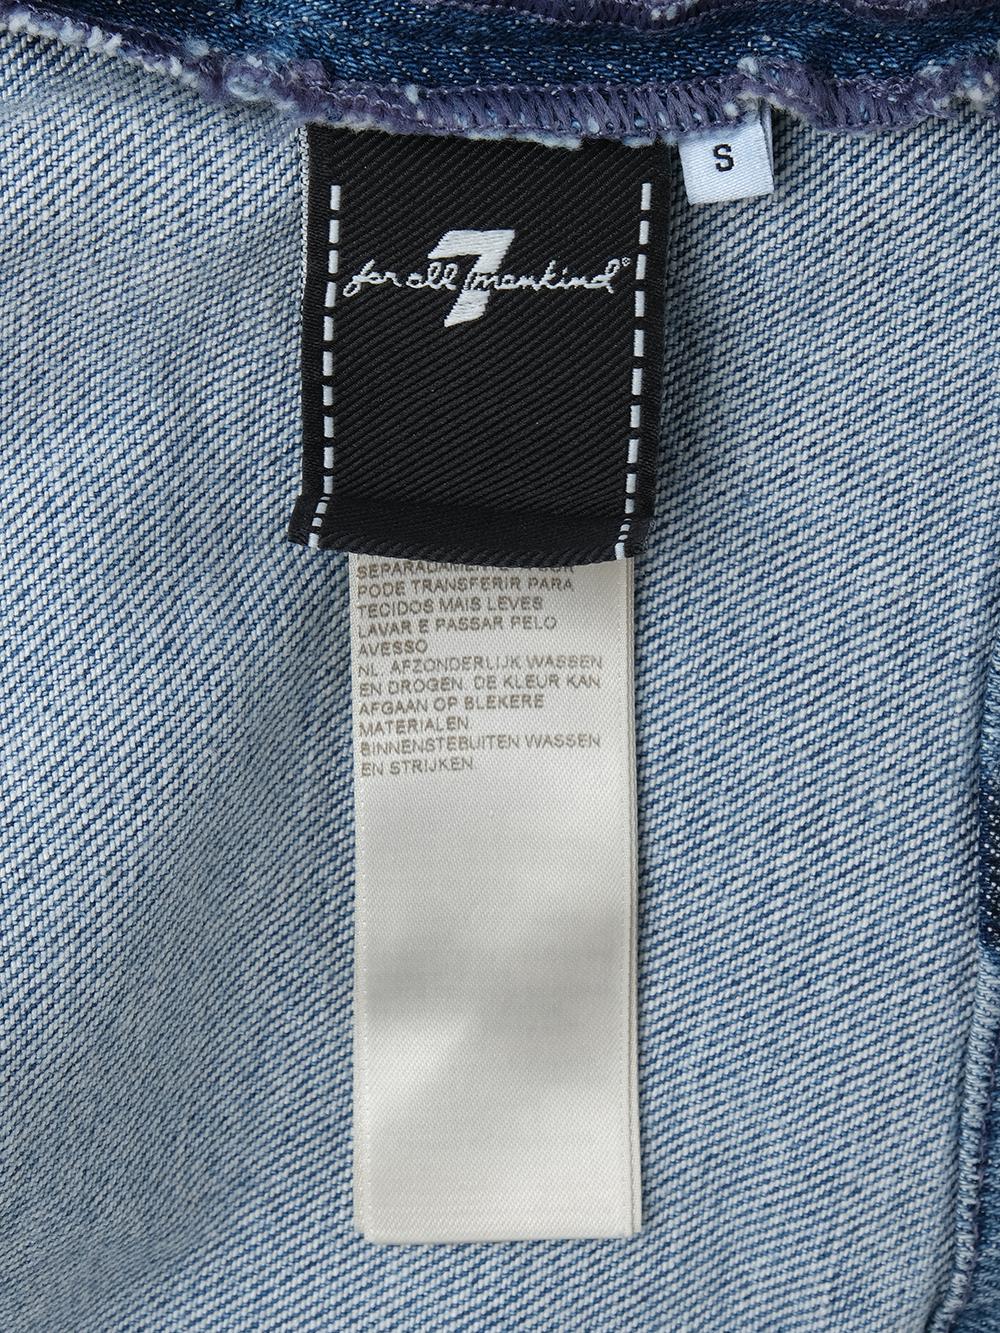 S
for all 7 mankind®
PODE TRANSFERIR PARA
TECIDOS MAIS LEVES
LAVAR E PASSAR PELO
AVESSO
NL. AFZONDERLIJK WASSEN
EN DROGEN. DE KLEUR KAN
AFGAAN OP BLEKERE
MATERIALEN
BINNENSTEBUITEN WASSEN
EN STRIJKEN